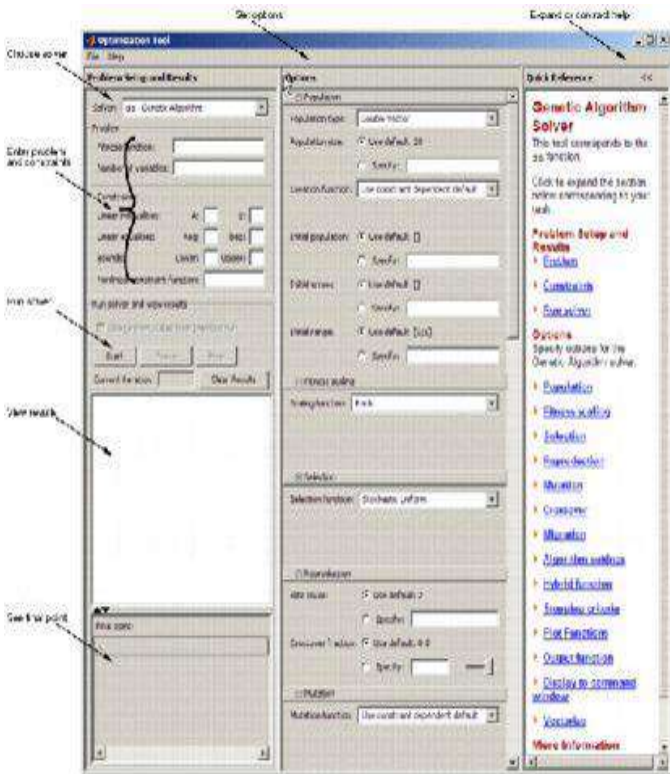 Set options
Expand or contract help
Optimization Tool
File Help
Choose solver
Problem Setup and Results
Options
Quick Reference <<
Solver: ga - Genetic Algorithm
Problem
Fitness function:
Number of variables:
Enter problem
and constraints
Constraints:
Linear inequalities: A: b:
Linear equalities: Aeq: beq:
Bounds: Lower: Upper:
Nonlinear constraint function:
Run solver and view results
Run solver
Start
Current iteration: Clear Results
View results
See final point
Final point:
Population
Population type: Double Vector
Population size: Use default: 20
Specify:
Creation function: Use constraint dependent default
Initial population: Use default: []
Specify:
Initial scores: Use default: []
Specify:
Initial range: Use default: [0;1]
Specify:
Fitness scaling
Scaling function: Rank
Selection
Selection function: Stochastic uniform
Reproduction
Elite count: Use default: 2
Specify:
Crossover fraction: Use default: 0.8
Specify:
Mutation
Mutation function: Use constraint dependent default
Genetic Algorithm
Solver
This tool corresponds to the
ga function.
Click to expand the section
below corresponding to your
task.
Problem Setup and
Results
Problem
Constraints
Run solver
Options
Specify options for the
Genetic Algorithm solver.
Population
Fitness scaling
Selection
Reproduction
Mutation
Crossover
Migration
Algorithm settings
Hybrid function
Stopping criteria
Plot Functions
Output function
Display to command
window
Vectorize
More Information